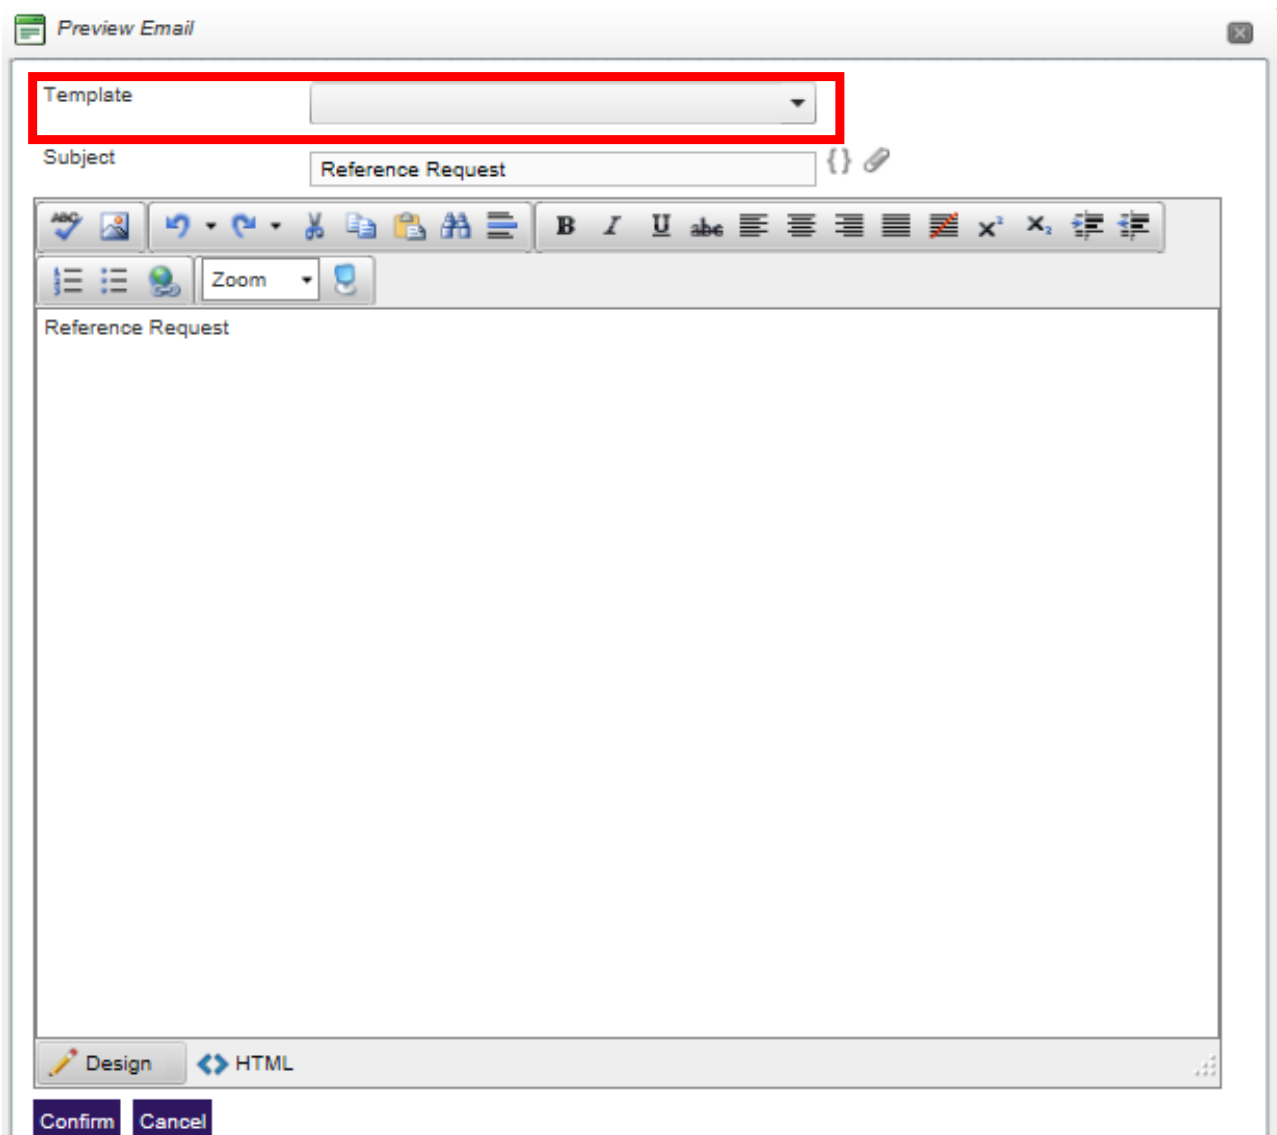 Preview Email
Template
Subject
Reference Request
ABC
B I U abc x² x₂
Zoom
Reference Request
Design HTML
Confirm Cancel